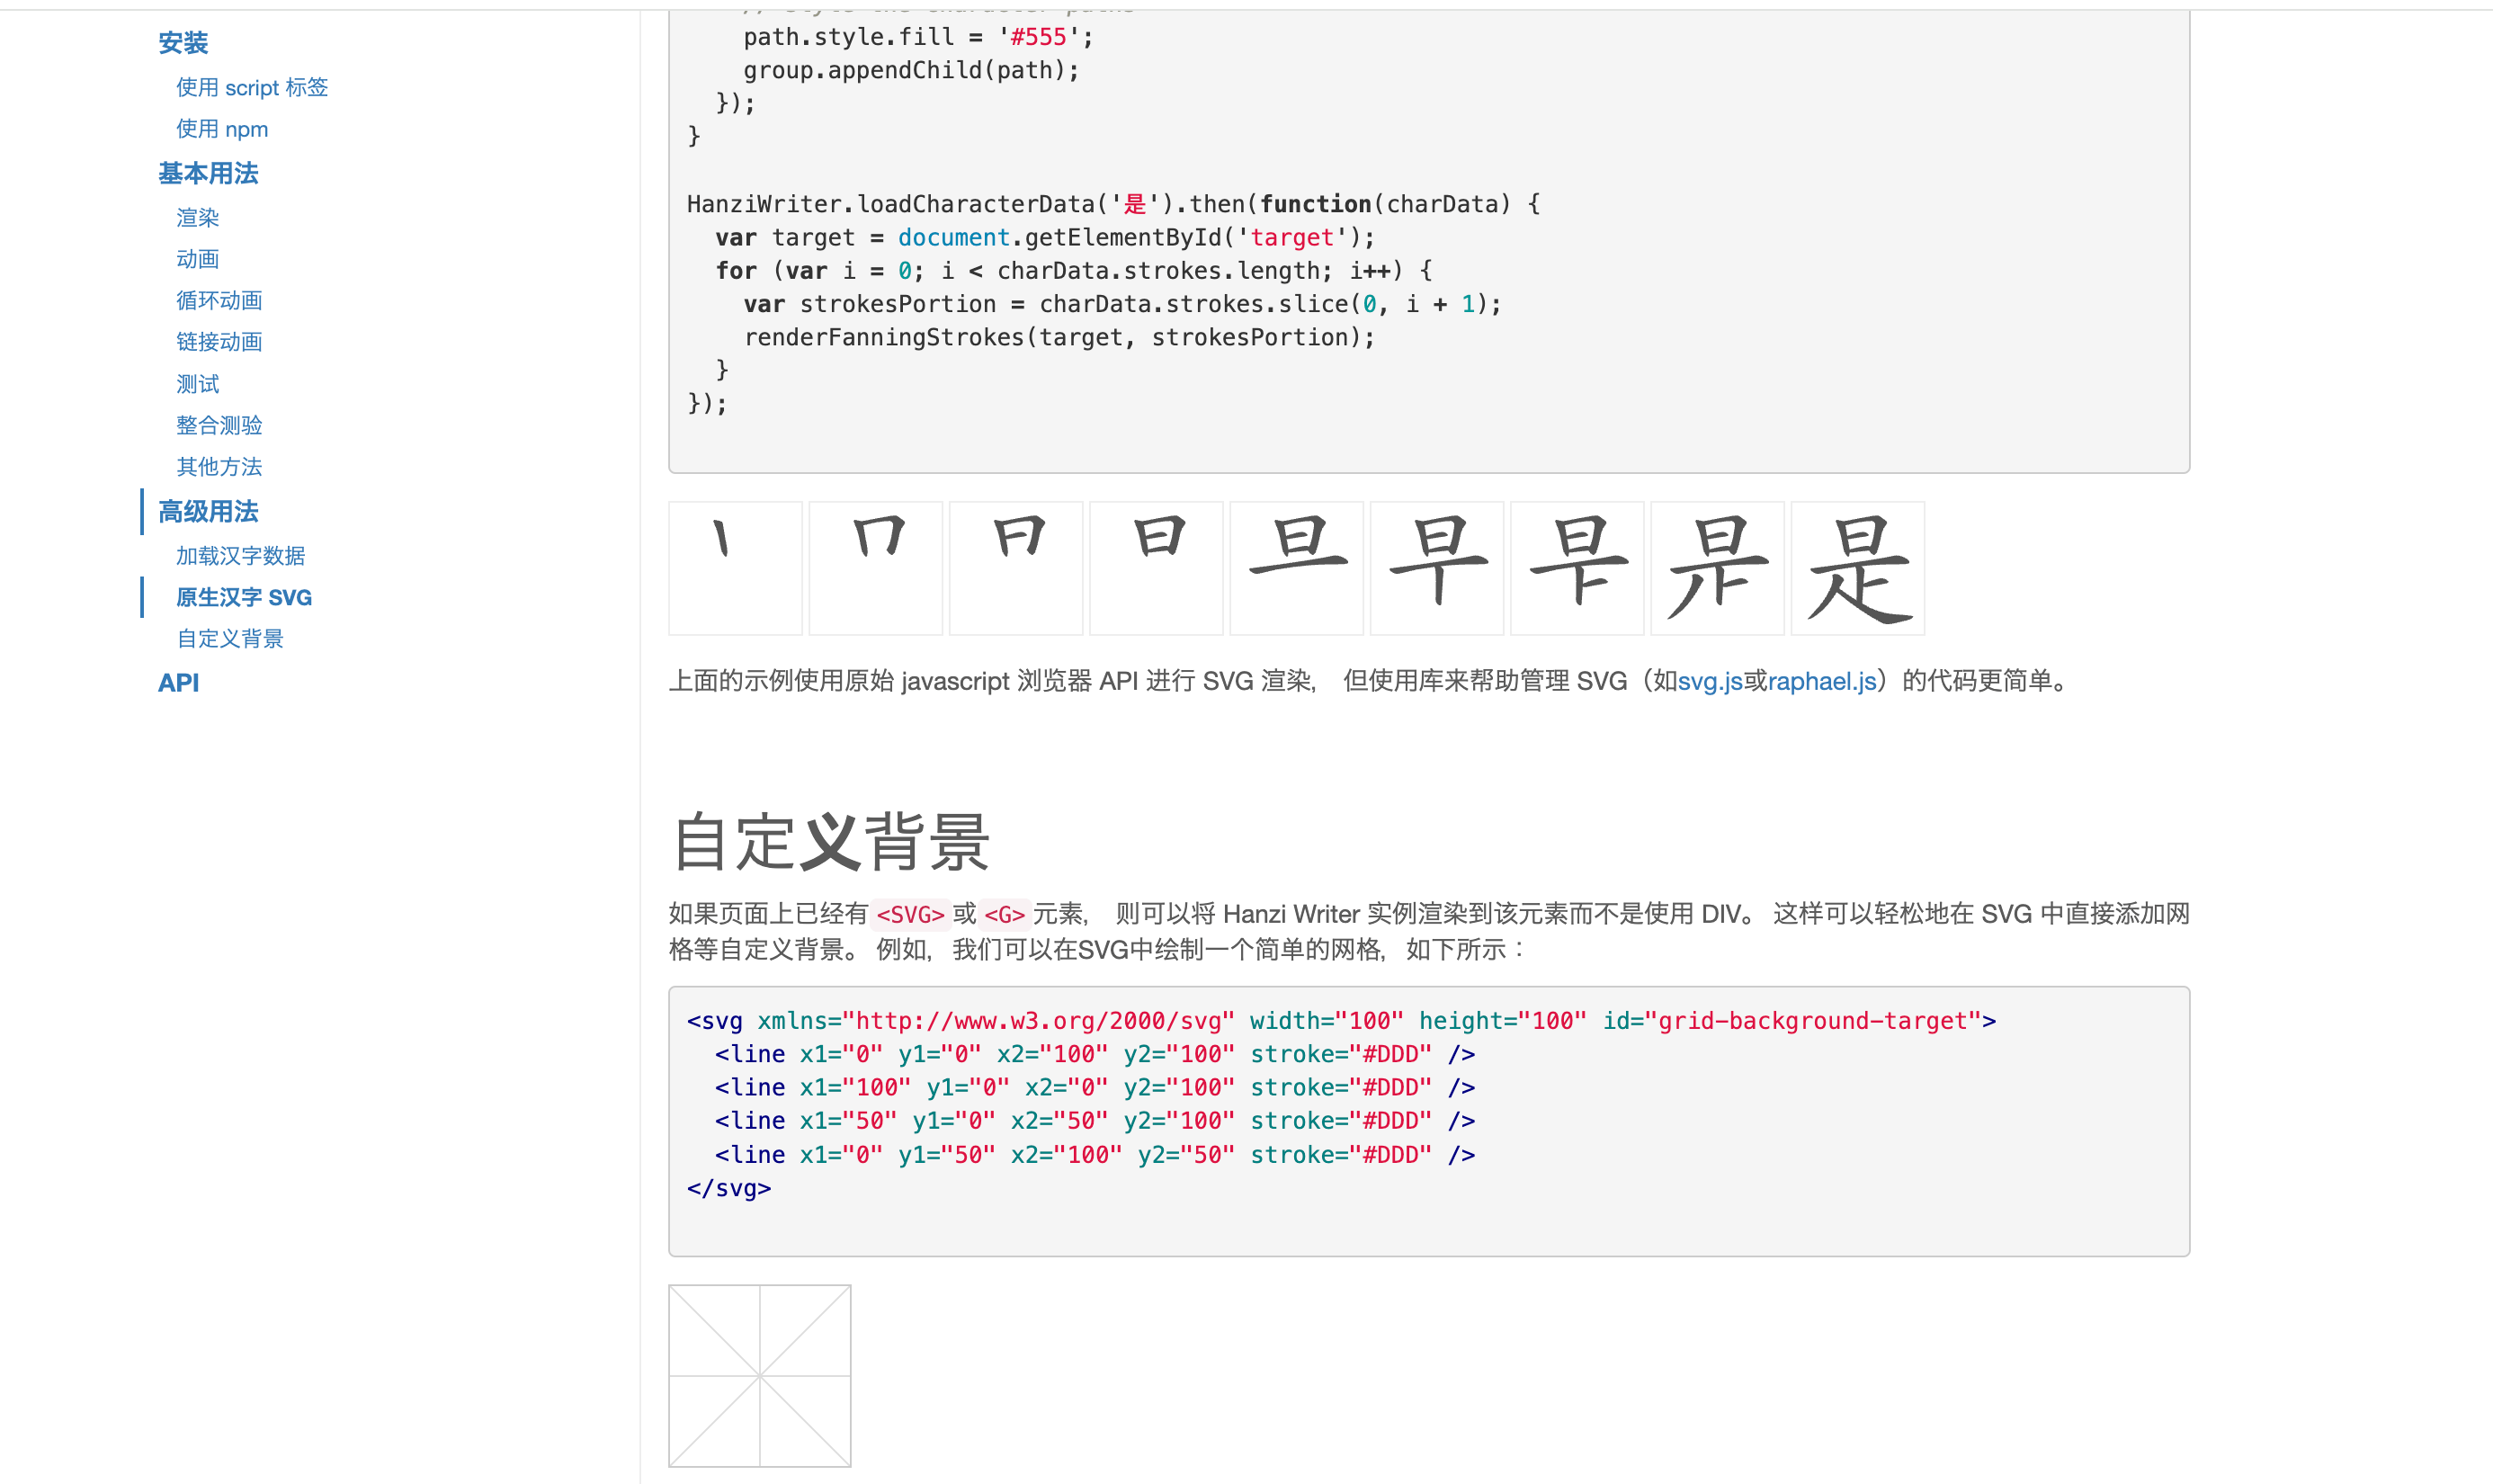 安装
使用 script 标签
使用 npm
基本用法
渲染
动画
循环动画
链接动画
测试
整合测验
其他方法
高级用法
加载汉字数据
原生汉字 SVG
自定义背景
API
path.style.fill = '#555';
group.appendChild(path);
});
}
HanziWriter.loadCharacterData('是').then(function(charData) {
var target = document.getElementById('target');
for (var i = 0; i < charData.strokes.length; i++) {
var strokesPortion = charData.strokes.slice(0, i + 1);
renderFanningStrokes(target, strokesPortion);
}
});
是
上面的示例使用原始 javascript 浏览器 API 进行 SVG 渲染， 但使用库来帮助管理 SVG（如svg.js或raphael.js）的代码更简单。
自定义背景
如果页面上已经有<SVG>或<G>元素， 则可以将 Hanzi Writer 实例渲染到该元素而不是使用 DIV。 这样可以轻松地在 SVG 中直接添加网
格等自定义背景。 例如，我们可以在SVG中绘制一个简单的网格，如下所示：
<svg xmlns="http://www.w3.org/2000/svg" width="100" height="100" id="grid-background-target">
<line x1="0" y1="0" x2="100" y2="100" stroke="#DDD" />
<line x1="100" y1="0" x2="0" y2="100" stroke="#DDD" />
<line x1="50" y1="0" x2="50" y2="100" stroke="#DDD" />
<line x1="0" y1="50" x2="100" y2="50" stroke="#DDD" />
</svg>